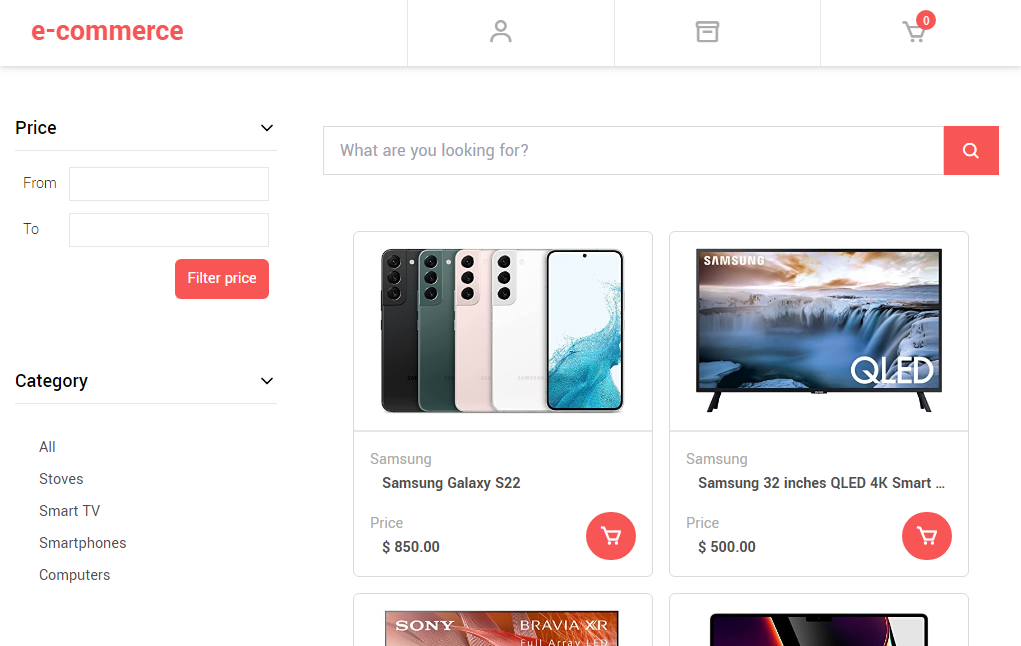 e-commerce
0
Price
From
To
Filter price
Category
All
Stoves
Smart TV
Smartphones
Computers
What are you looking for?
SAMSUNG
QLED
Samsung
Samsung Galaxy S22
Price
$ 850.00
Samsung
Samsung 32 inches QLED 4K Smart ...
Price
$ 500.00
SONY
BRAVIA XR
Full Array LED